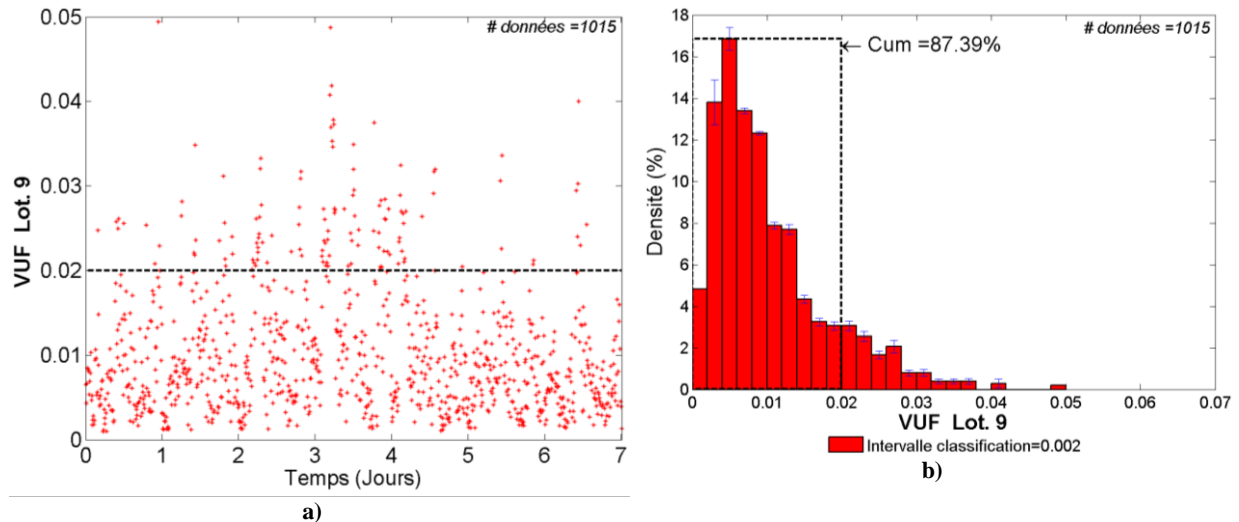 # données =1015
0.05
0.04
0.03
0.02
0.01
0
VUF Lot. 9
0 1 2 3 4 5 6 7
Temps (Jours)
a)
# données =1015
← Cum =87.39%
18
16
14
12
10
8
6
4
2
0
Densité (%)
0 0.01 0.02 0.03 0.04 0.05 0.06 0.07
VUF Lot. 9
Intervalle classification=0.002
b)